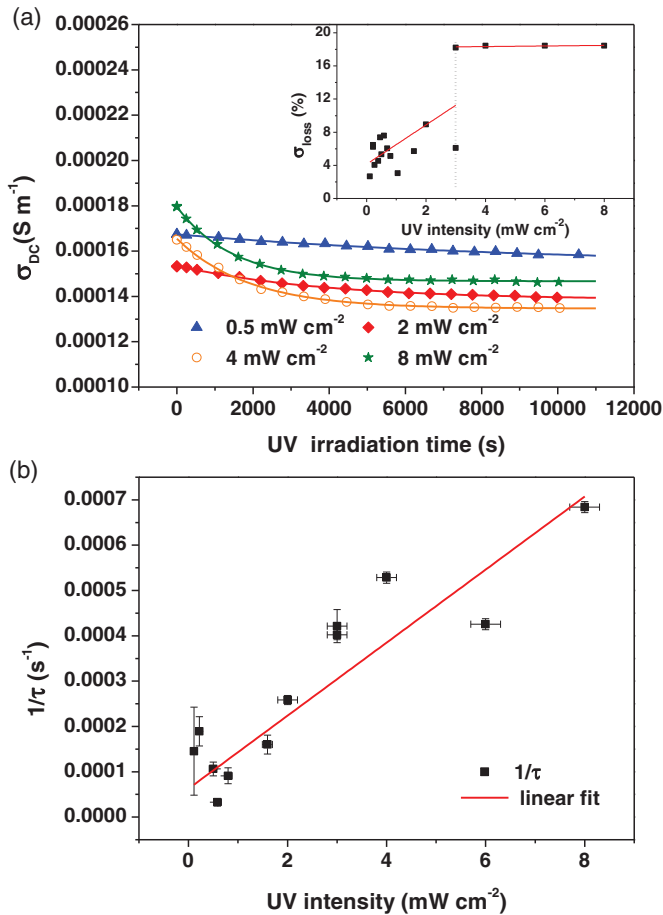 (a)
0.00026
0.00024
0.00022
0.00020
0.00018
0.00016
0.00014
0.00012
0.00010
σDC(S m⁻¹)
20
16
12
8
4
0
σloss (%)
0 2 4 6 8
UV intensity (mW cm⁻²)
0.5 mW cm⁻² 2 mW cm⁻²
4 mW cm⁻² 8 mW cm⁻²
0 2000 4000 6000 8000 10000 12000
UV irradiation time (s)
(b)
0.0007
0.0006
0.0005
0.0004
0.0003
0.0002
0.0001
0.0000
1/τ (s⁻¹)
1/τ
linear fit
0 2 4 6 8
UV intensity (mW cm⁻²)